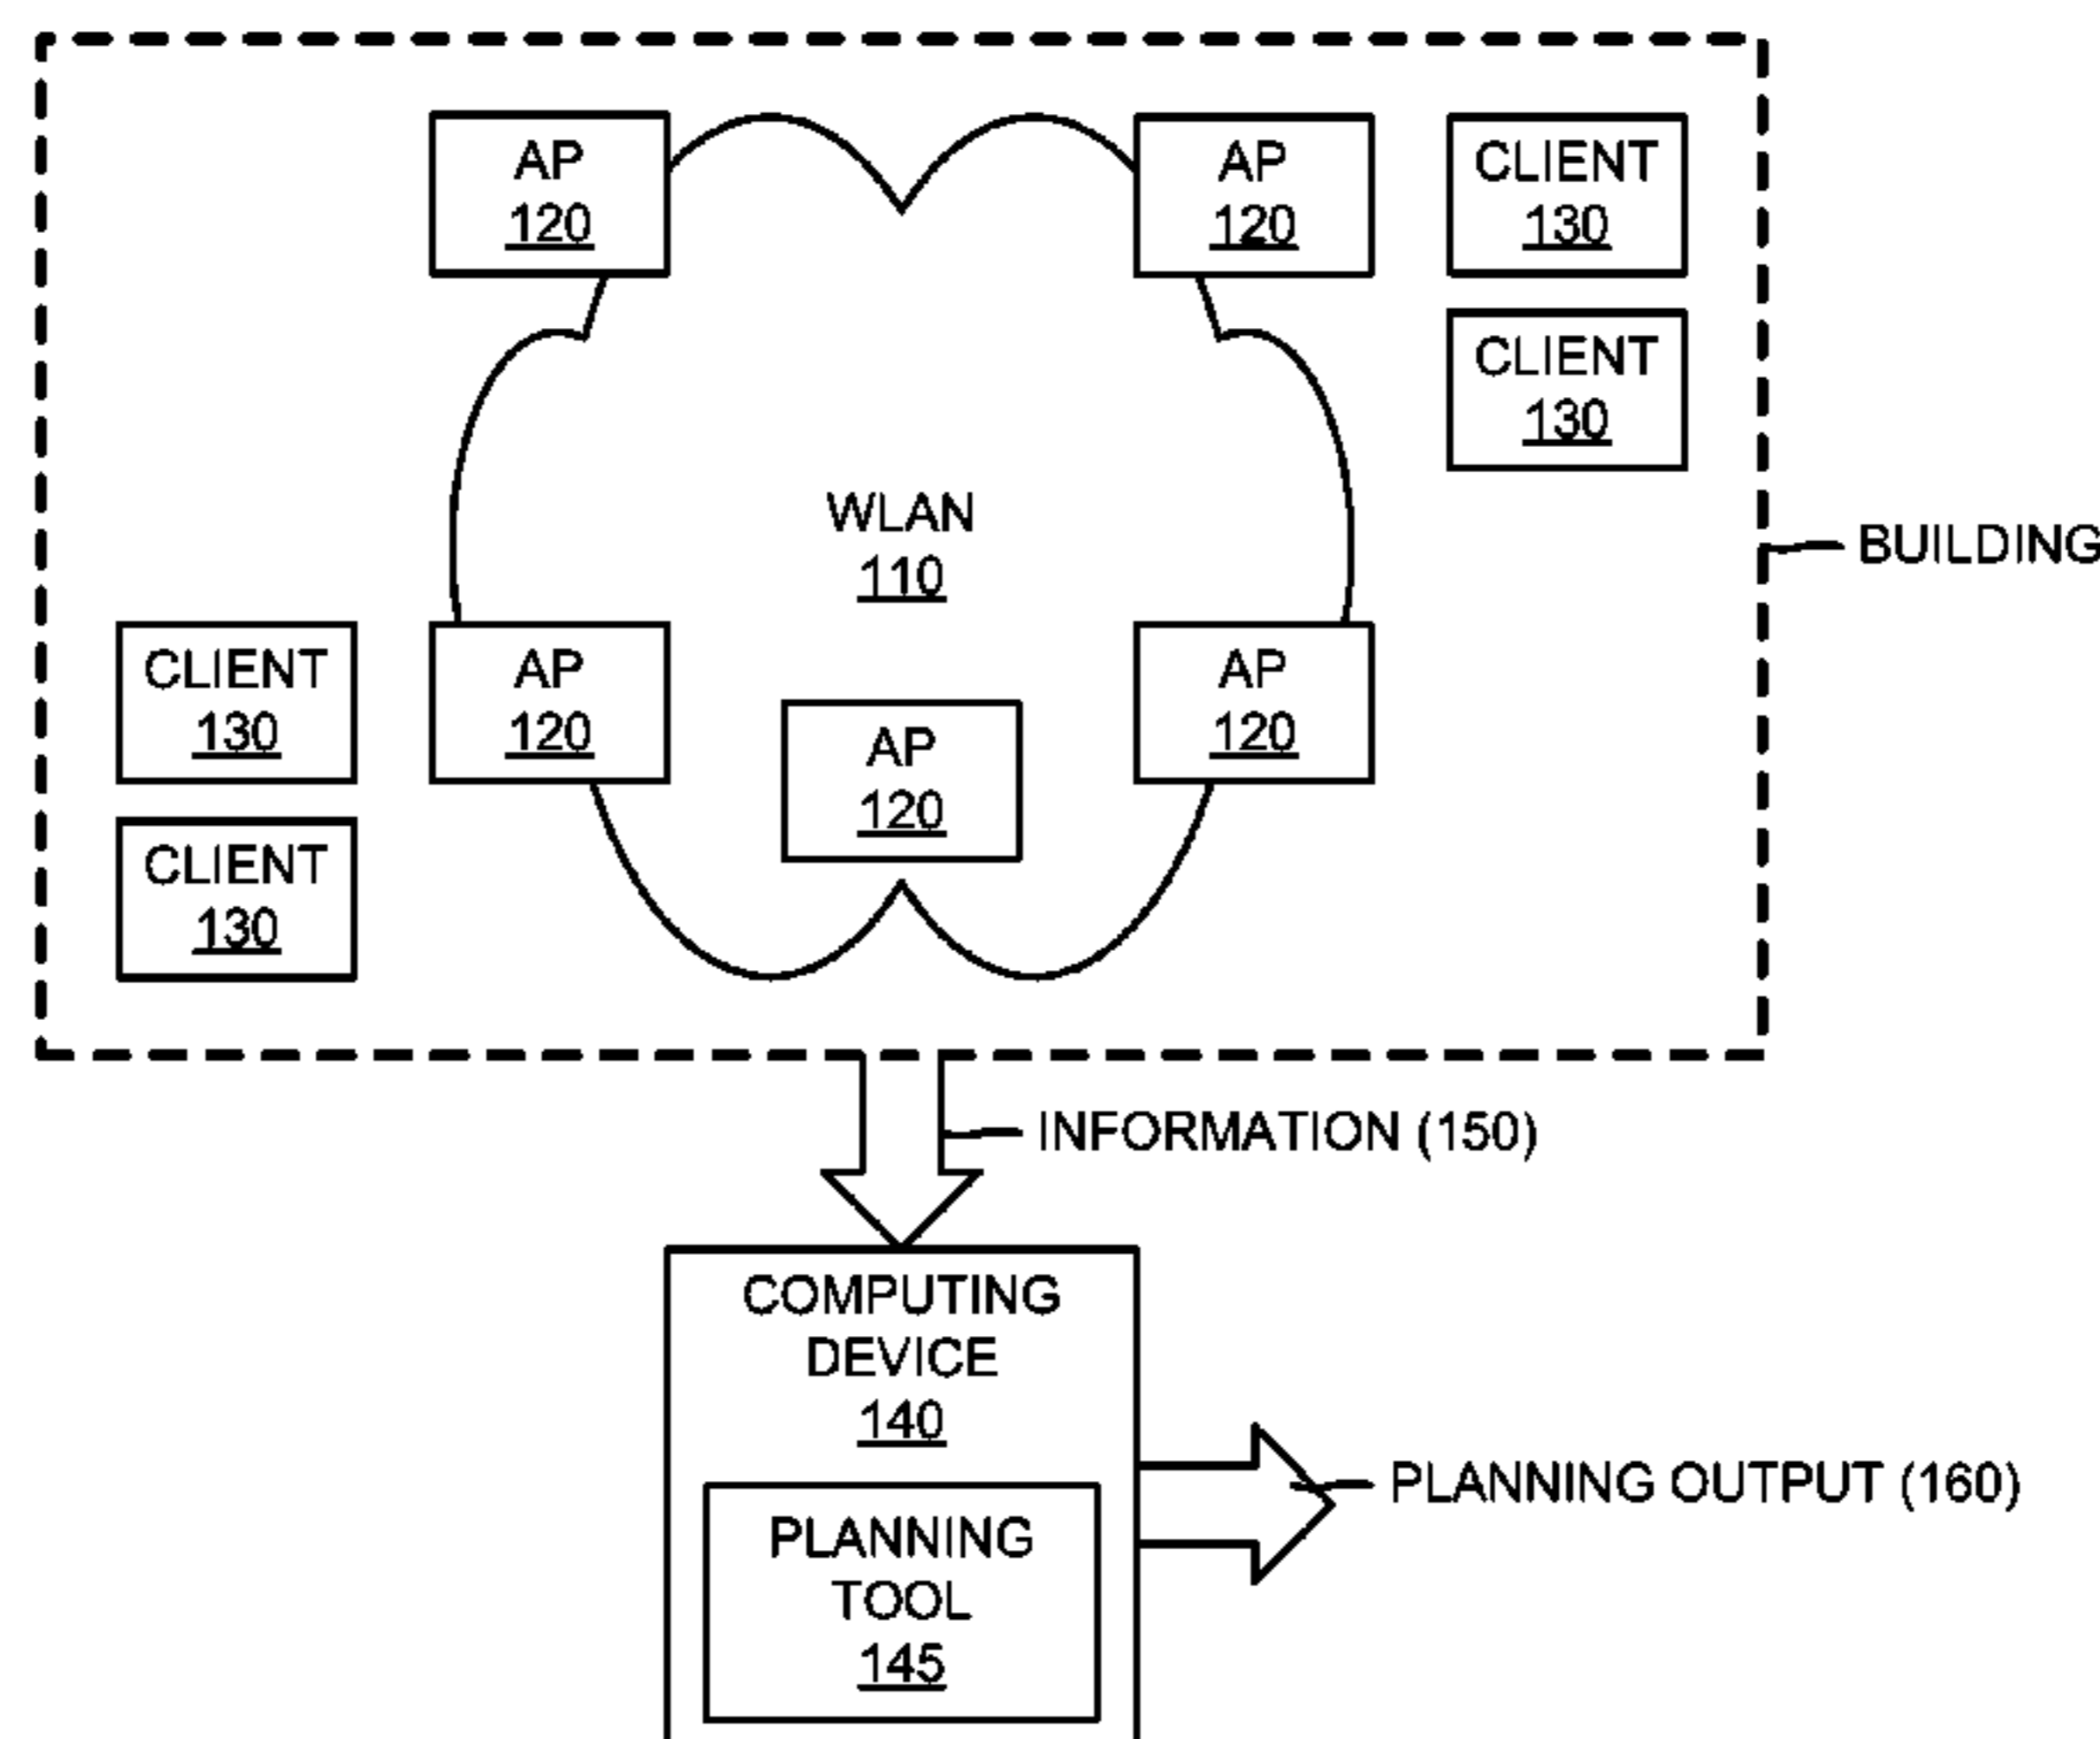 AP
120
AP
120
CLIENT
130
CLIENT
130
WLAN
110
BUILDING
CLIENT
130
AP
120
AP
120
AP
120
CLIENT
130
INFORMATION (150)
COMPUTING
DEVICE
140
PLANNING OUTPUT (160)
PLANNING
TOOL
145